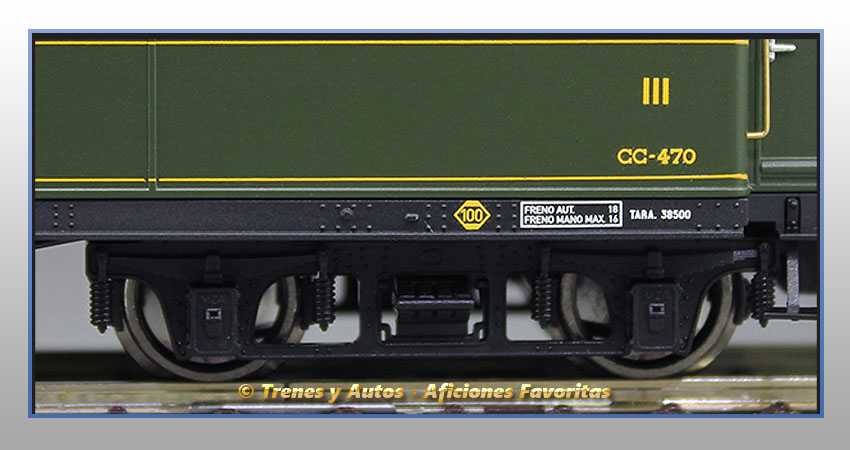 III
CC-470
100
FRENO AUT. 18
FRENO MANO MAX. 16
TARA. 38500
© Trenes y Autos - Aficiones Favoritas